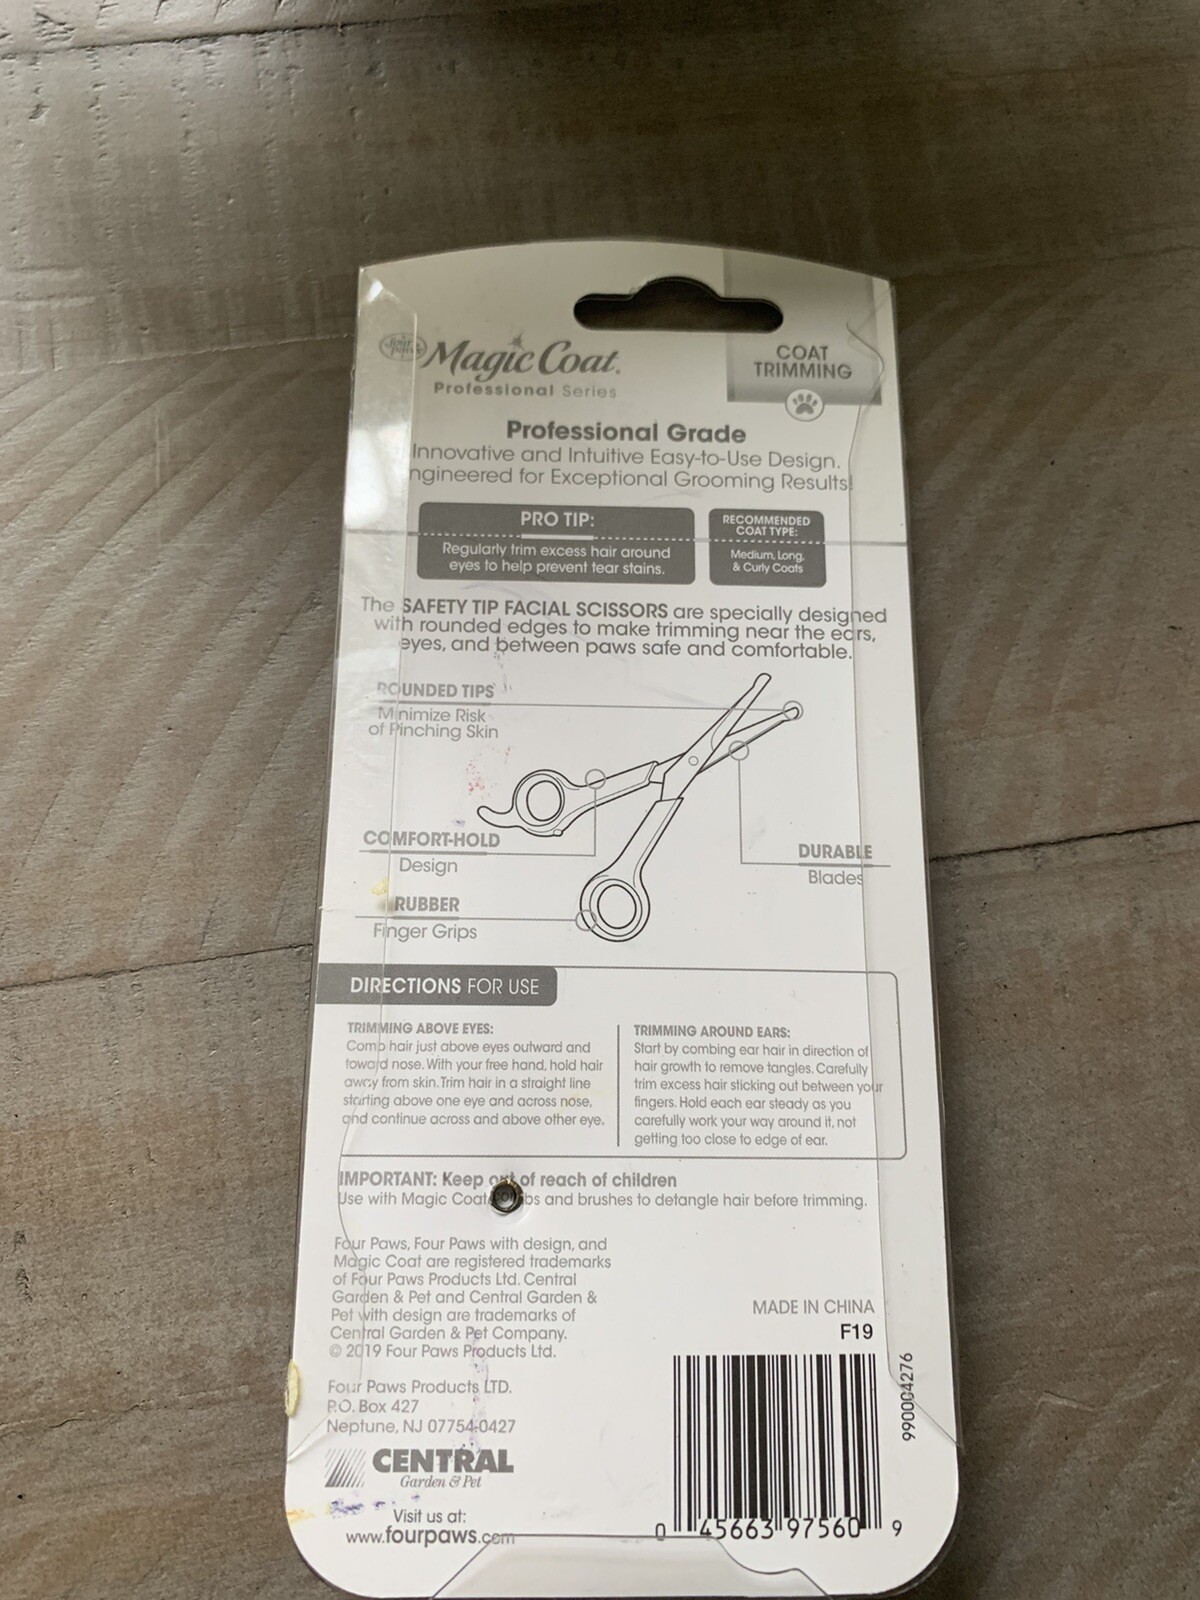 four paws
Magic Coat.
Professional Series
COAT
TRIMMING
Professional Grade
Innovative and Intuitive Easy-to-Use Design.
ngineered for Exceptional Grooming Results!
PRO TIP:
Regularly trim excess hair around
eyes to help prevent tear stains.
RECOMMENDED
COAT TYPE:
Medium, Long,
& Curly Coats
The SAFETY TIP FACIAL SCISSORS are specially designed
with rounded edges to make trimming near the ears,
eyes, and between paws safe and comfortable.
ROUNDED TIPS
Minimize Risk
of Pinching Skin
COMFORT-HOLD
Design
DURABLE
Blades
RUBBER
Finger Grips
DIRECTIONS FOR USE
TRIMMING ABOVE EYES:
Comb hair just above eyes outward and
toward nose. With your free hand, hold hair
away from skin. Trim hair in a straight line
starting above one eye and across nose,
and continue across and above other eye.
TRIMMING AROUND EARS:
Start by combing ear hair in direction of
hair growth to remove tangles. Carefully
trim excess hair sticking out between your
fingers. Hold each ear steady as you
carefully work your way around it, not
getting too close to edge of ear.
IMPORTANT: Keep out of reach of children
Use with Magic Coat combs and brushes to detangle hair before trimming.
Four Paws, Four Paws with design, and
Magic Coat are registered trademarks
of Four Paws Products Ltd. Central
Garden & Pet and Central Garden &
Pet with design are trademarks of
Central Garden & Pet Company.
© 2019 Four Paws Products Ltd.
Four Paws Products LTD.
P.O. Box 427
Neptune, NJ 07754-0427
CENTRAL
Garden & Pet
Visit us at:
www.fourpaws.com
MADE IN CHINA
F19
990004276
0 45663 97560 9